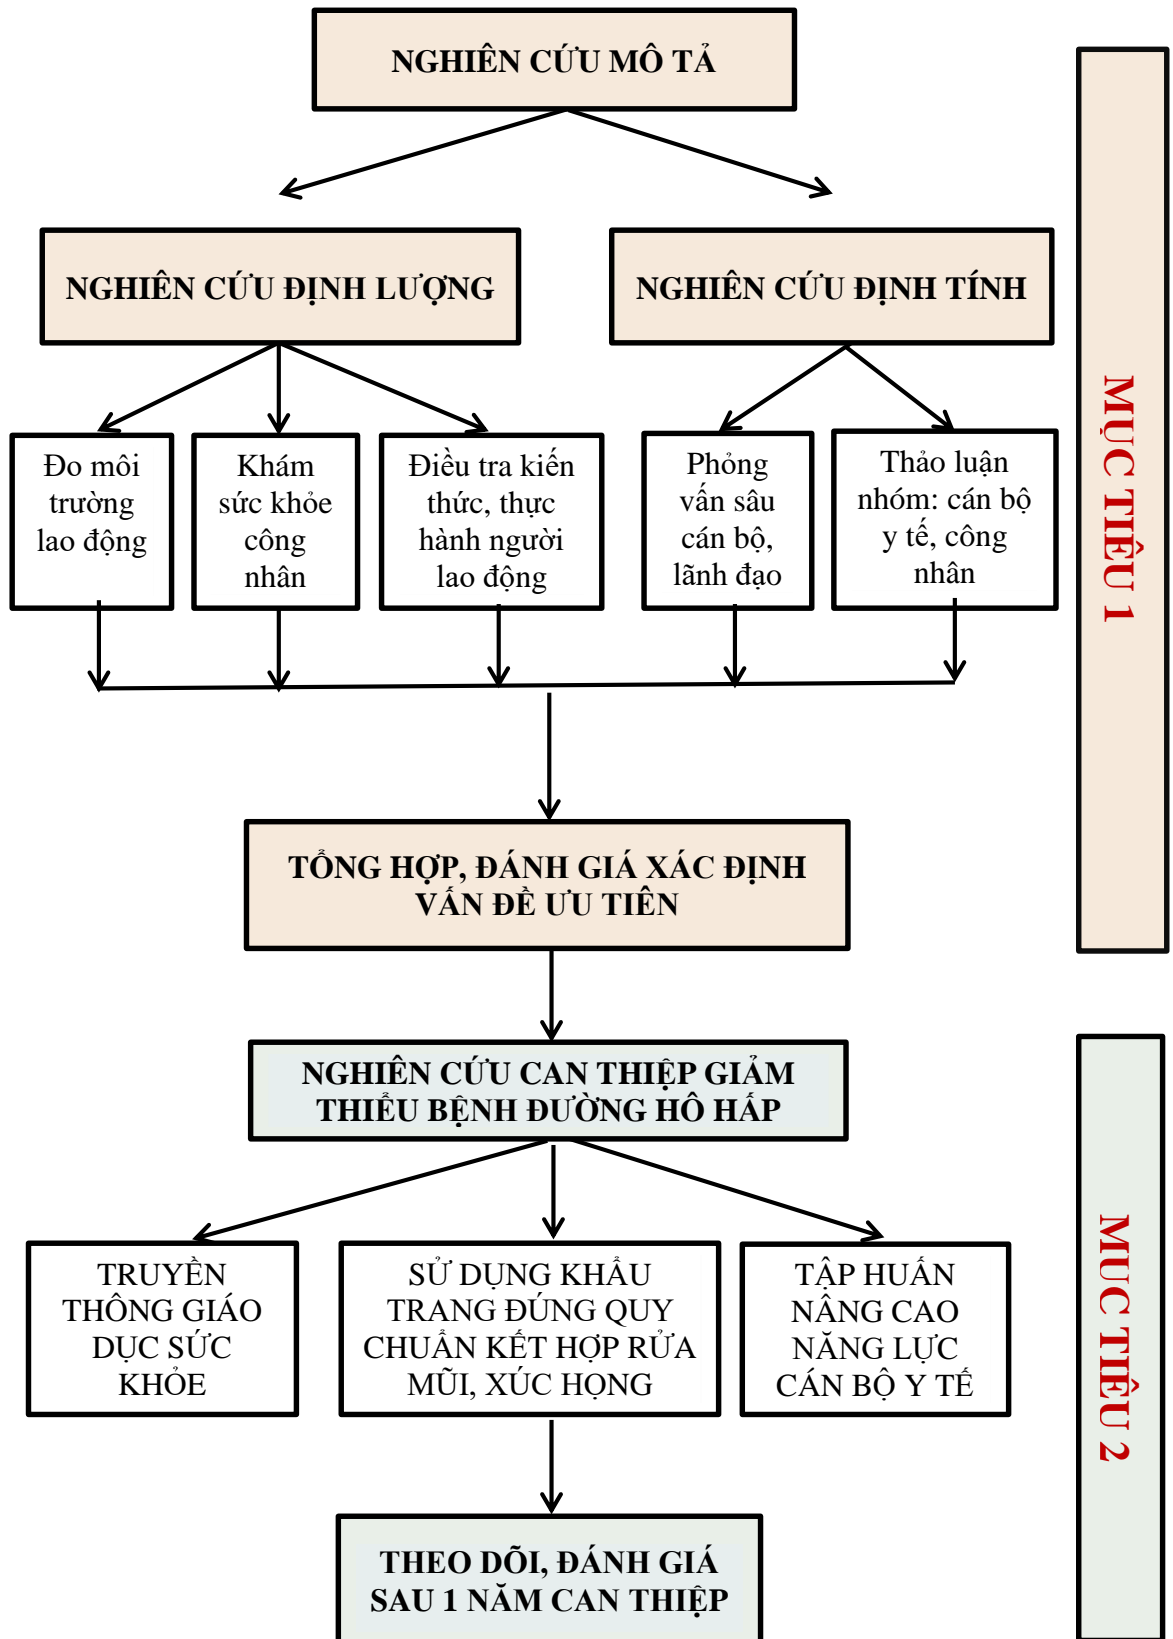 NGHIÊN CỨU MÔ TẢ
NGHIÊN CỨU ĐỊNH LƯỢNG
NGHIÊN CỨU ĐỊNH TÍNH
Đo môi
trường
lao động
Khám
sức khỏe
công
nhân
Điều tra kiến
thức, thực
hành người
lao động
Phỏng
vấn sâu
cán bộ,
lãnh đạo
Thảo luận
nhóm: cán bộ
y tế, công
nhân
TỔNG HỢP, ĐÁNH GIÁ XÁC ĐỊNH
VẤN ĐỀ ƯU TIÊN
MỤC TIÊU 1
NGHIÊN CỨU CAN THIỆP GIẢM
THIỂU BỆNH ĐƯỜNG HÔ HẤP
TRUYỀN
THÔNG GIÁO
DỤC SỨC
KHỎE
SỬ DỤNG KHẨU
TRANG ĐÚNG QUY
CHUẨN KẾT HỢP RỬA
MŨI, XÚC HỌNG
TẬP HUẤN
NÂNG CAO
NĂNG LỰC
CÁN BỘ Y TẾ
THEO DÕI, ĐÁNH GIÁ
SAU 1 NĂM CAN THIỆP
MUC TIÊU 2